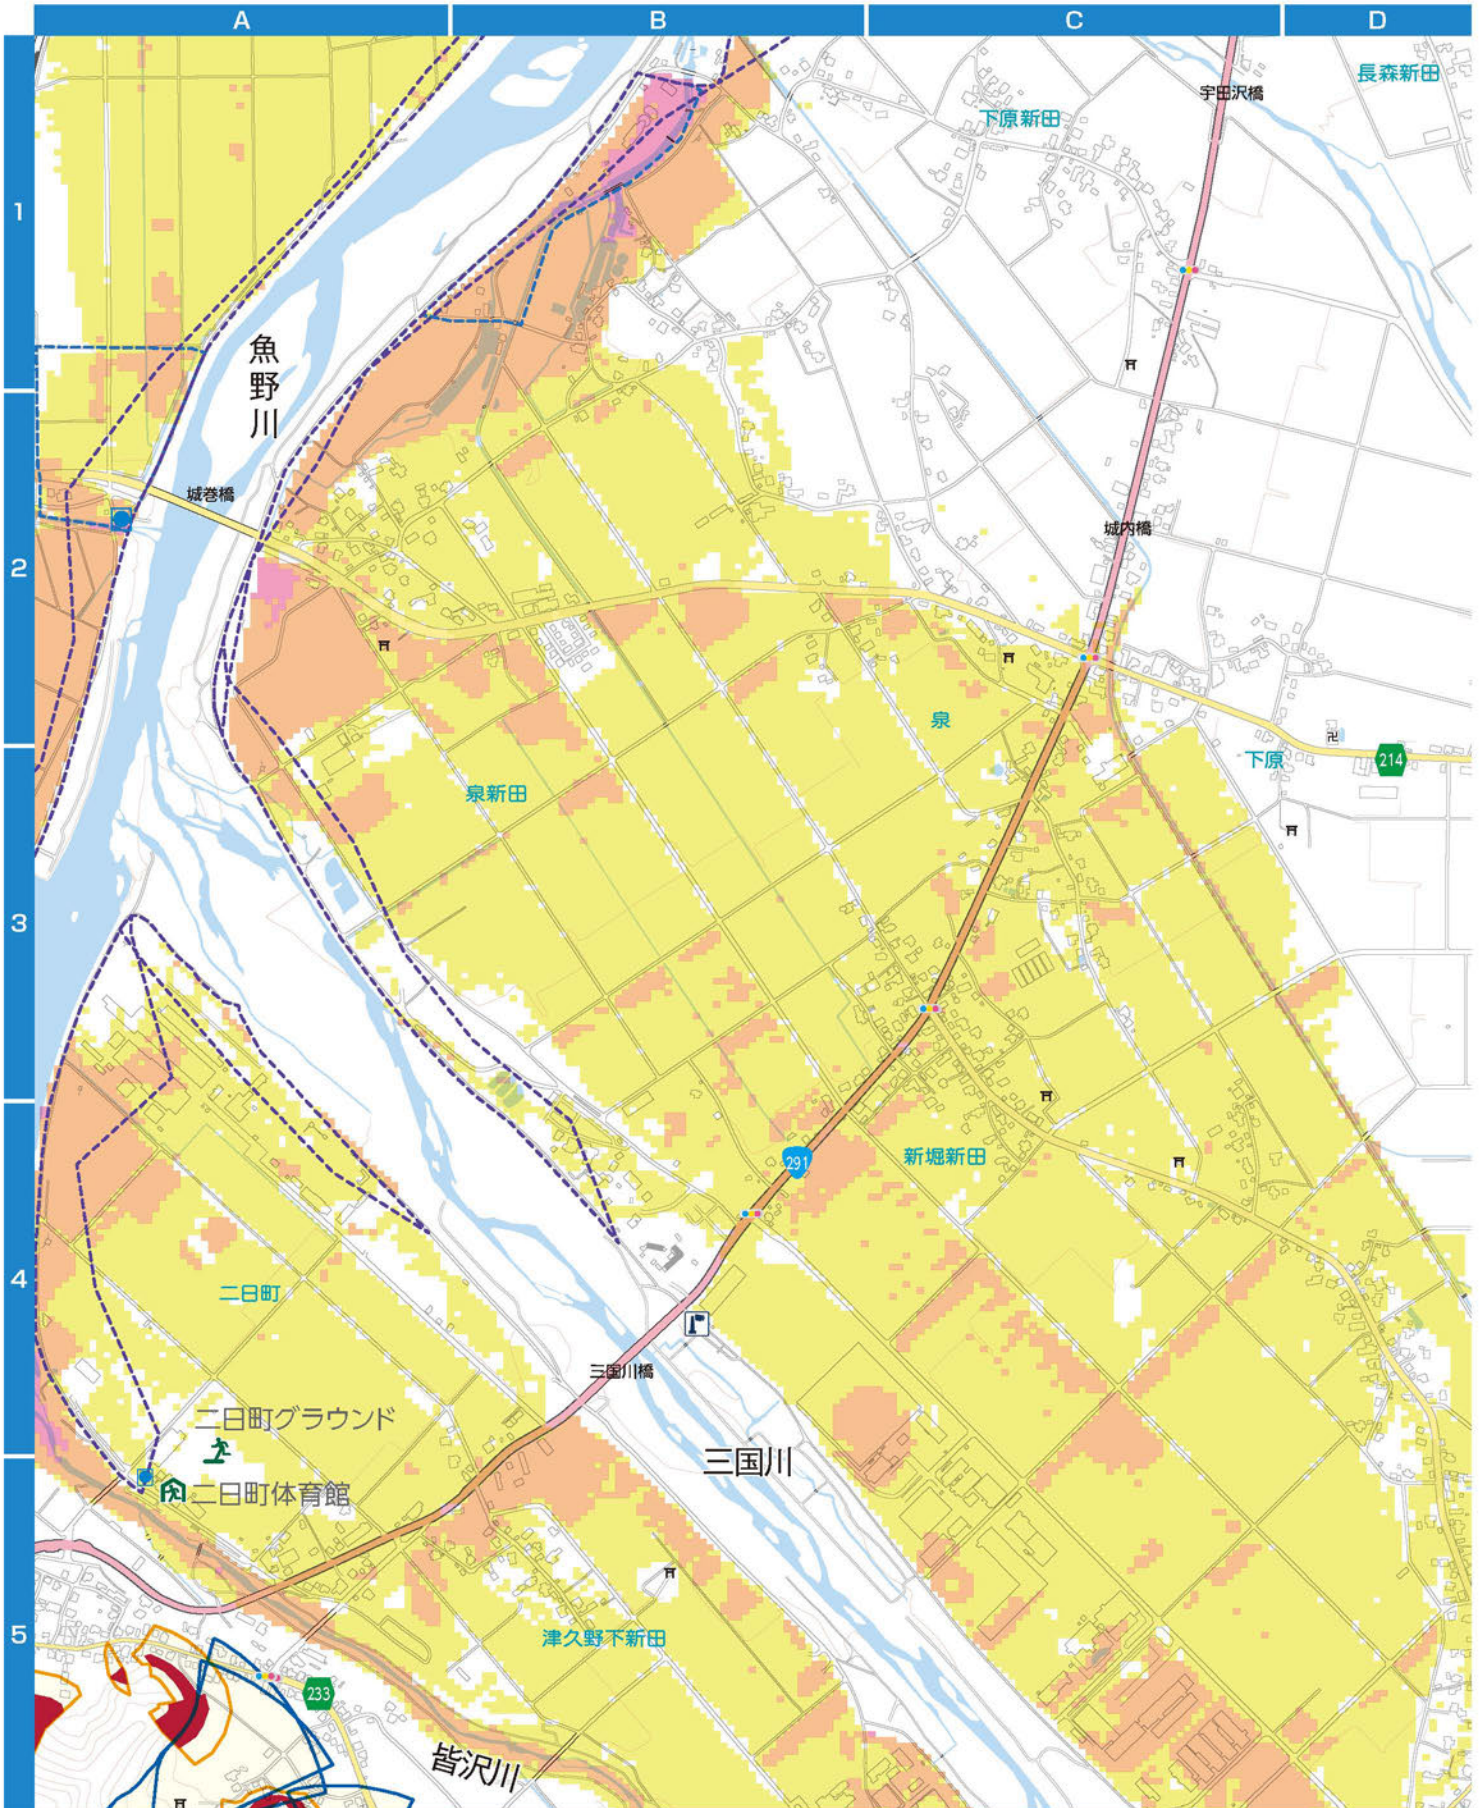 A
B
C
D
1
2
3
4
5
長森新田
宇田沢橋
下原新田
魚野川
城巻橋
城内橋
泉
下原
214
泉新田
291
新堀新田
二日町
三国川橋
二日町グラウンド
三国川
二日町体育館
津久野下新田
233
皆沢川